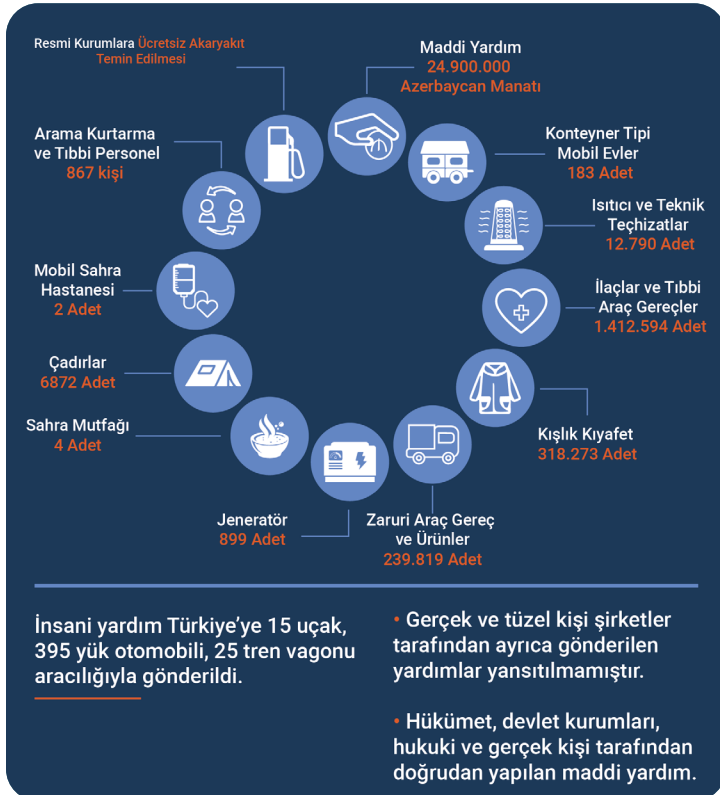 Resmi Kurumlara Ücretsiz Akaryakıt
Temin Edilmesi
Maddi Yardım
24.900.000
Azerbaycan Manatı
Konteyner Tipi
Mobil Evler
183 Adet
Isıtıcı ve Teknik
Teçhizatlar
12.790 Adet
İlaçlar ve Tıbbi
Araç Gereçler
1.412.594 Adet
Kışlık Kıyafet
318.273 Adet
Zaruri Araç Gereç
ve Ürünler
239.819 Adet
Jeneratör
899 Adet
Sahra Mutfağı
4 Adet
Çadırlar
6872 Adet
Mobil Sahra
Hastanesi
2 Adet
Arama Kurtarma
ve Tıbbi Personel
867 kişi
İnsani yardım Türkiye’ye 15 uçak,
395 yük otomobili, 25 tren vagonu
aracılığıyla gönderildi.
• Gerçek ve tüzel kişi şirketler
tarafından ayrıca gönderilen
yardımlar yansıtılmamıştır.
• Hükümet, devlet kurumları,
hukuki ve gerçek kişi tarafından
doğrudan yapılan maddi yardım.